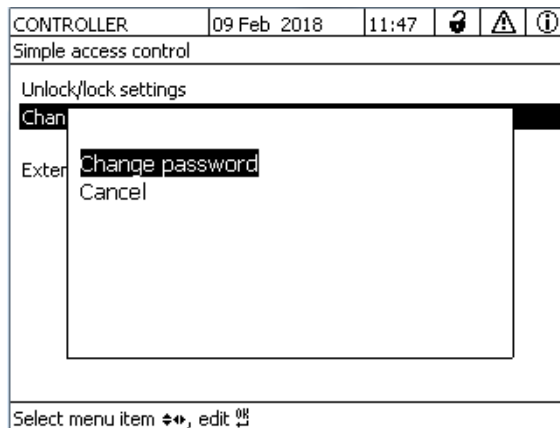 CONTROLLER 09 Feb 2018 11:47
Simple access control
Unlock/lock settings
Chan
Change password
Exter
Cancel
Select menu item, edit OK